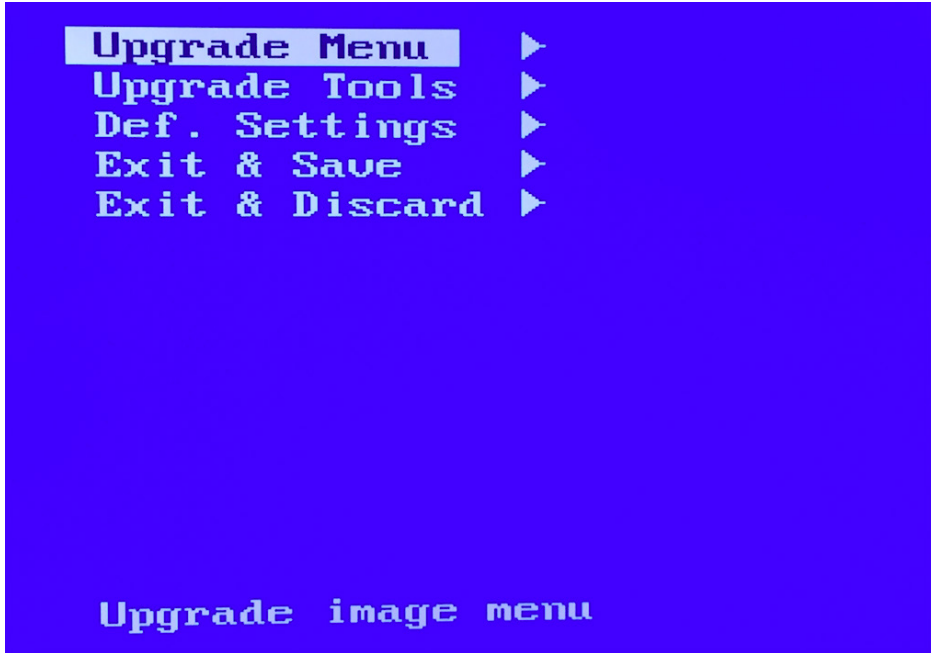 Upgrade Menu ▶
Upgrade Tools ▶
Def. Settings ▶
Exit & Save ▶
Exit & Discard ▶
Upgrade image menu